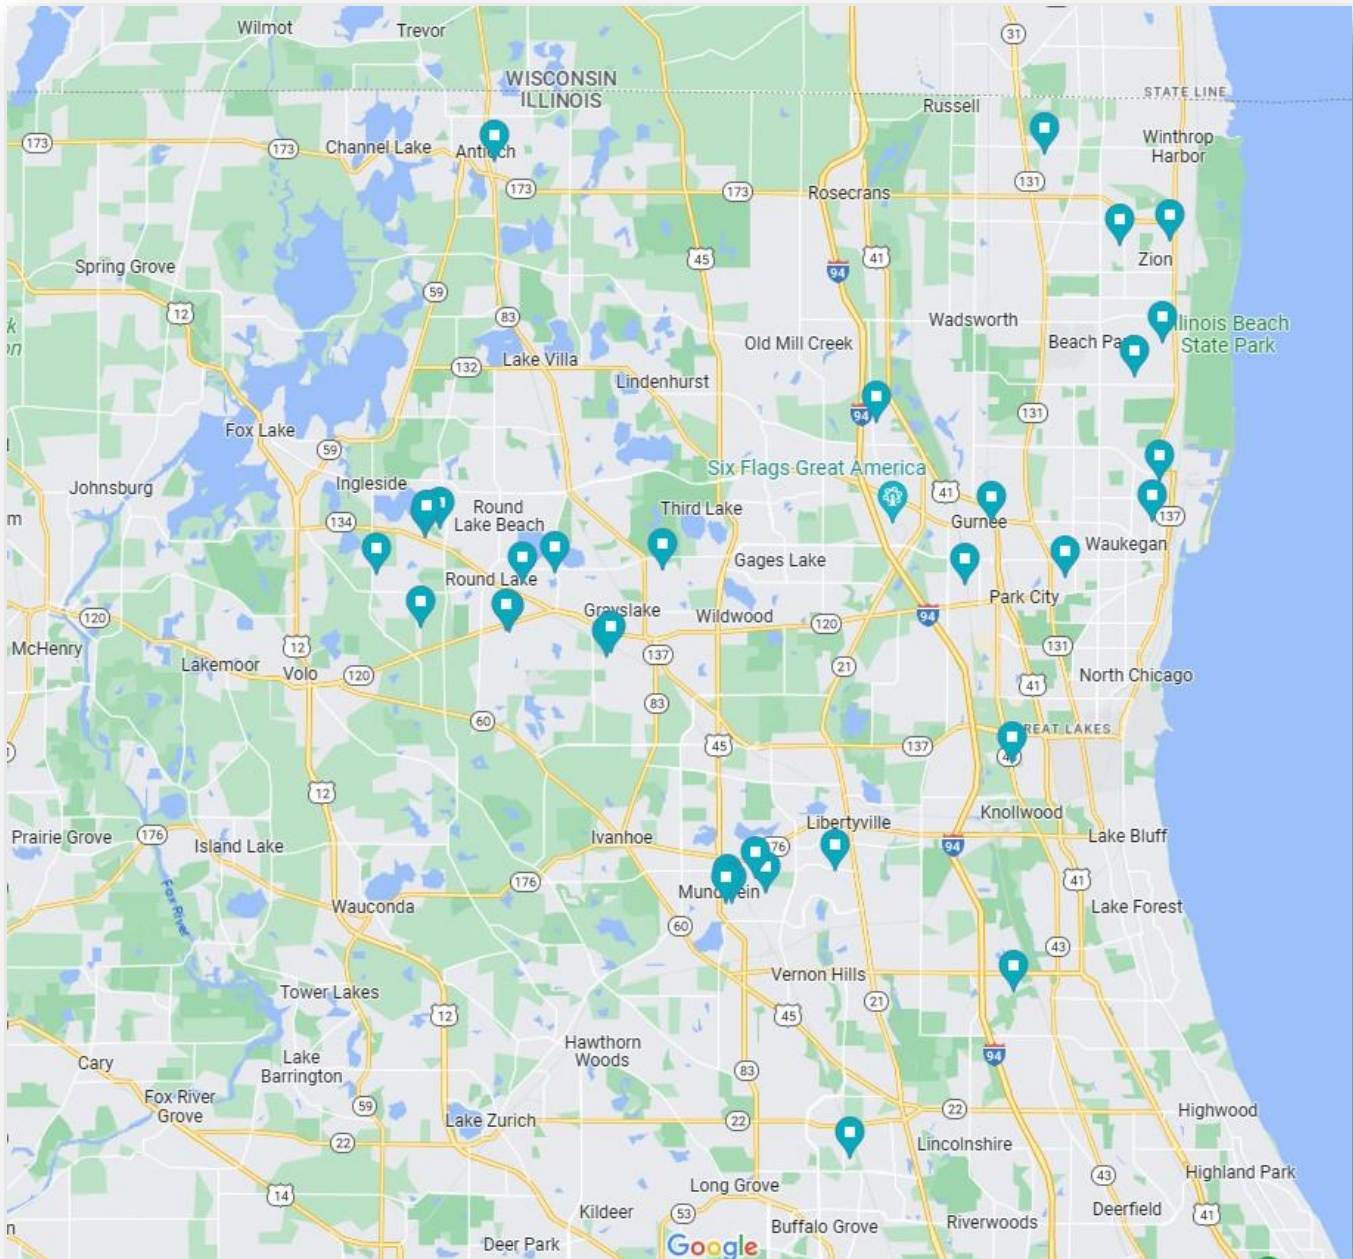 Wilmot
Trevor
31
WISCONSIN
ILLINOIS
STATE LINE
Russell
173
173
Channel Lake
Winthrop
Harbor
131
173
173
Rosecrans
45
41
Zion
94
Spring Grove
59
12
83
Wadsworth
Illinois Beach
State Park
Old Mill Creek
Lake Villa
132
Lindenhurst
131
94
Fox Lake
59
Six Flags Great America
Ingleside
Johnsburg
41
Round
Lake Beach
Third Lake
134
137
Gurnee
Waukegan
Gages Lake
Round Lake
Park City
Grayslake
Wildwood
120
120
94
McHenry
12
131
Lakemoor
137
21
Volo
120
North Chicago
41
83
60
45
137
12
Prairie Grove
176
Knollwood
Libertyville
Ivanhoe
Lake Bluff
Island Lake
94
176
41
Wauconda
Lake Forest
Fox River
60
43
Vernon Hills
Tower Lakes
21
12
45
Hawthorn
Woods
94
Cary
Lake
Barrington
83
Fox River
Grove
59
22
Highwood
Lake Zurich
22
22
Lincolnshire
Highland Park
43
14
Long Grove
Kildeer
53
Deerfield
41
Riverwoods
Buffalo Grove
Deer Park
Google